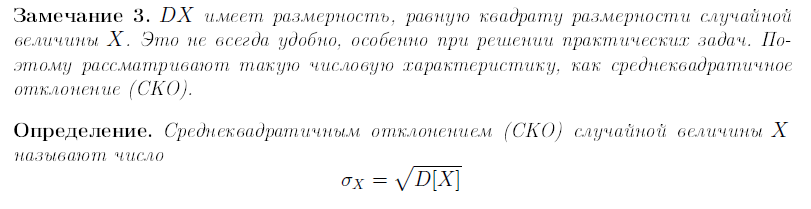 Замечание 3. DX имеет размерность, равную квадрату размерности случайной
величины X. Это не всегда удобно, особенно при решении практических задач. По-
этому рассматривают такую числовую характеристику, как среднеквадратичное
отклонение (СКО).
Определение. Среднеквадратичным отклонением (СКО) случайной величины X
называют число
σ_X = √D[X]